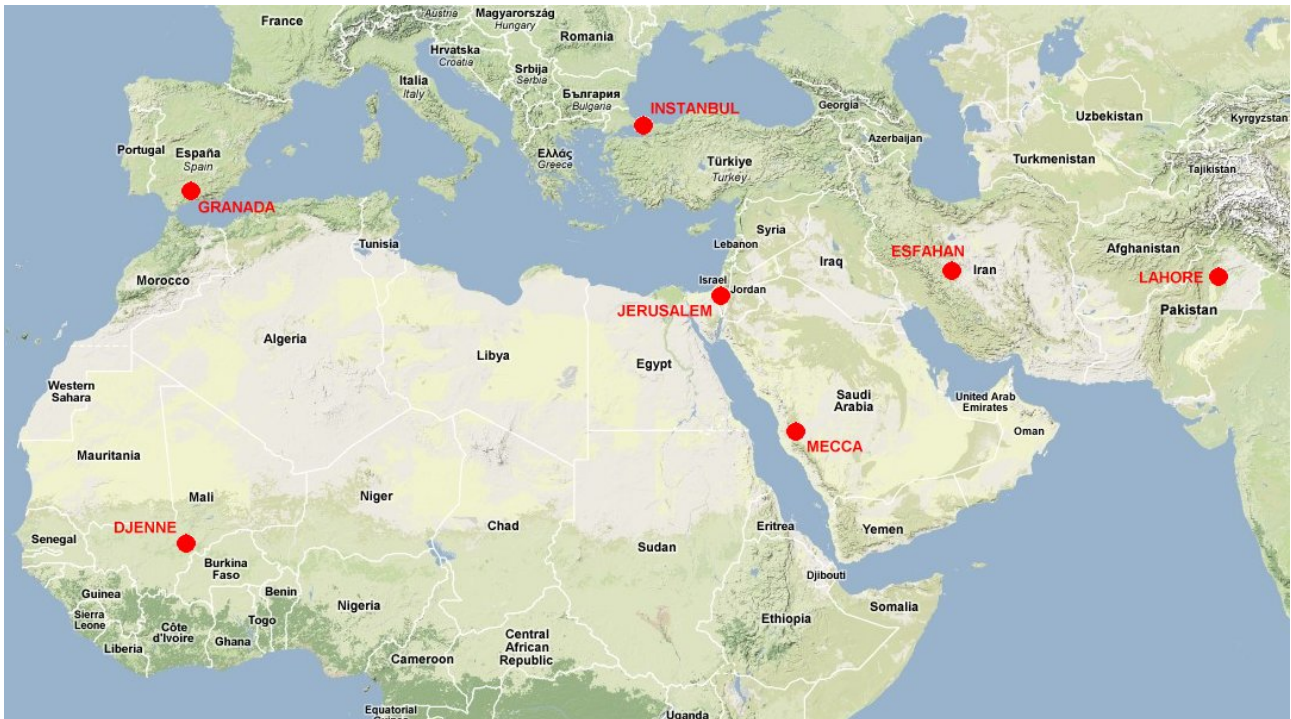 France
Austria
Magyarország
Hungary
Romania
Hrvatska
Croatia
Italia
Italy
Srbija
Serbia
България
Bulgaria
INSTANBUL
Georgia
Azerbaijan
Uzbekistan
Kyrgyzstan
Turkmenistan
Tajikistan
Portugal
España
Spain
GRANADA
Ελλάς
Greece
Türkiye
Turkey
Tunisia
Morocco
Lebanon
Syria
Israel
Jordan
JERUSALEM
Iraq
ESFAHAN
Iran
Afghanistan
LAHORE
Pakistan
Algeria
Libya
Egypt
Western
Sahara
Saudi
Arabia
United Arab
Emirates
Oman
MECCA
Mauritania
Mali
Niger
Chad
Sudan
Eritrea
Yemen
DJENNE
Senegal
Burkina
Faso
Djibouti
Guinea
Benin
Nigeria
Sierra
Leone
Côte
d'Ivoire
Togo
Ghana
Liberia
Cameroon
Central
African
Republic
Ethiopia
Somalia
Equatorial
Uganda